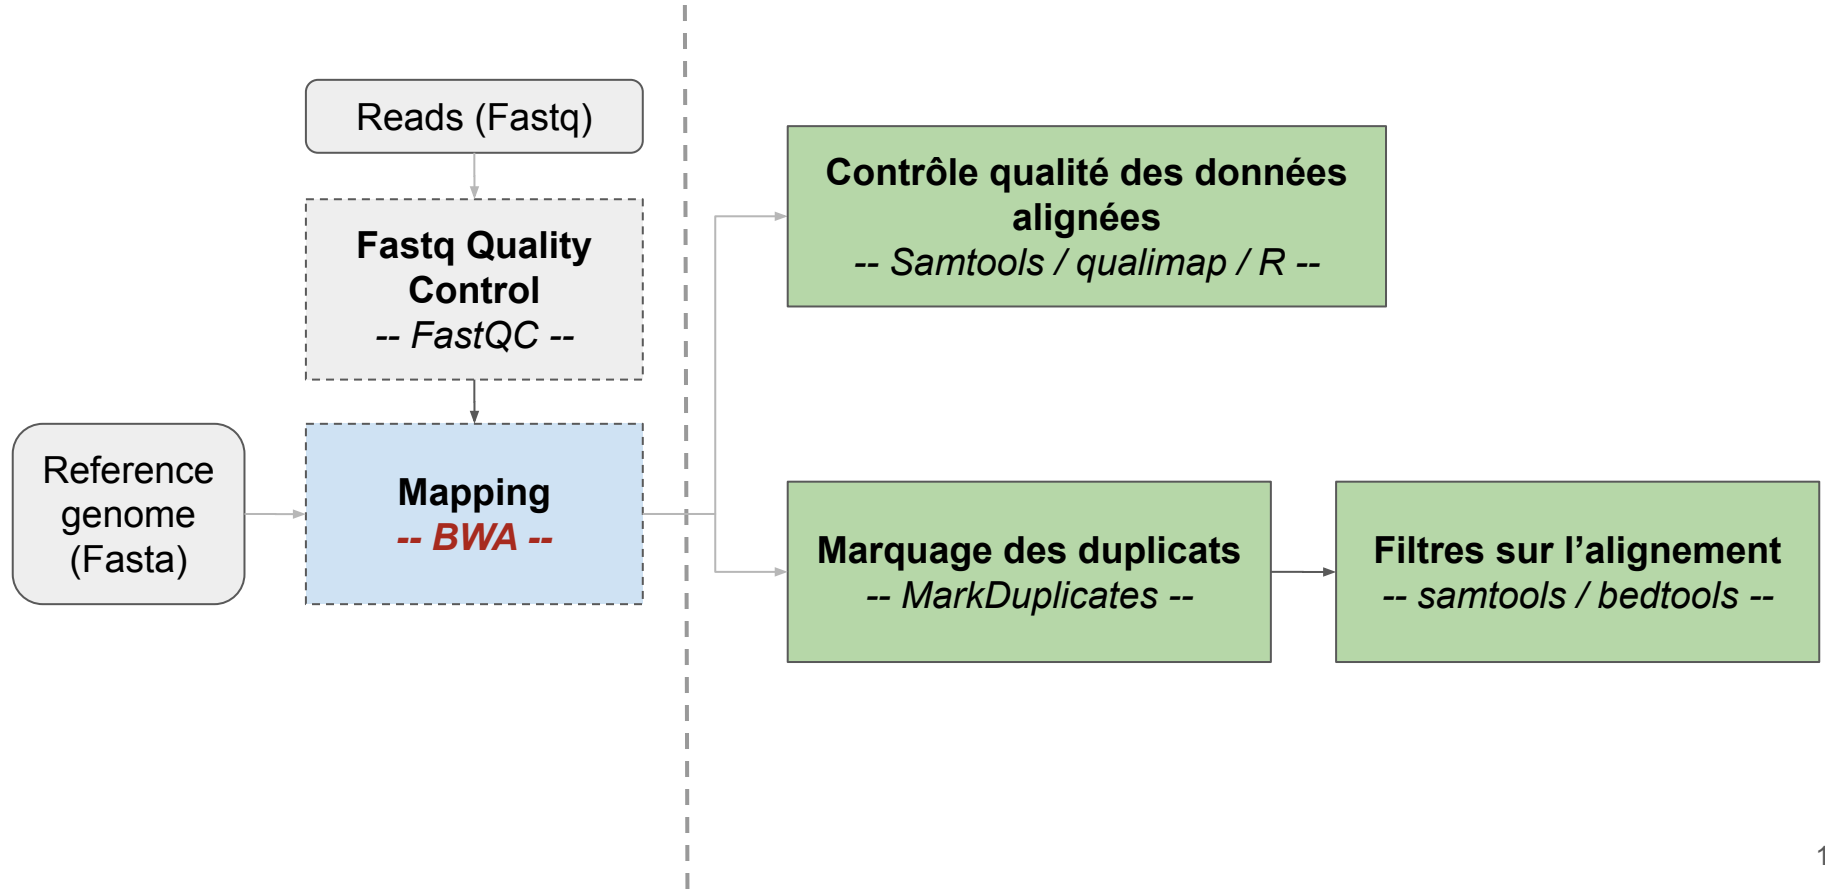 Reads (Fastq)
Fastq Quality
Control
-- FastQC --
Reference
genome
(Fasta)
Mapping
-- BWA --
Contrôle qualité des données
alignées
-- Samtools / qualimap / R --
Marquage des duplicats
-- MarkDuplicates --
Filtres sur l’alignement
-- samtools / bedtools --
1